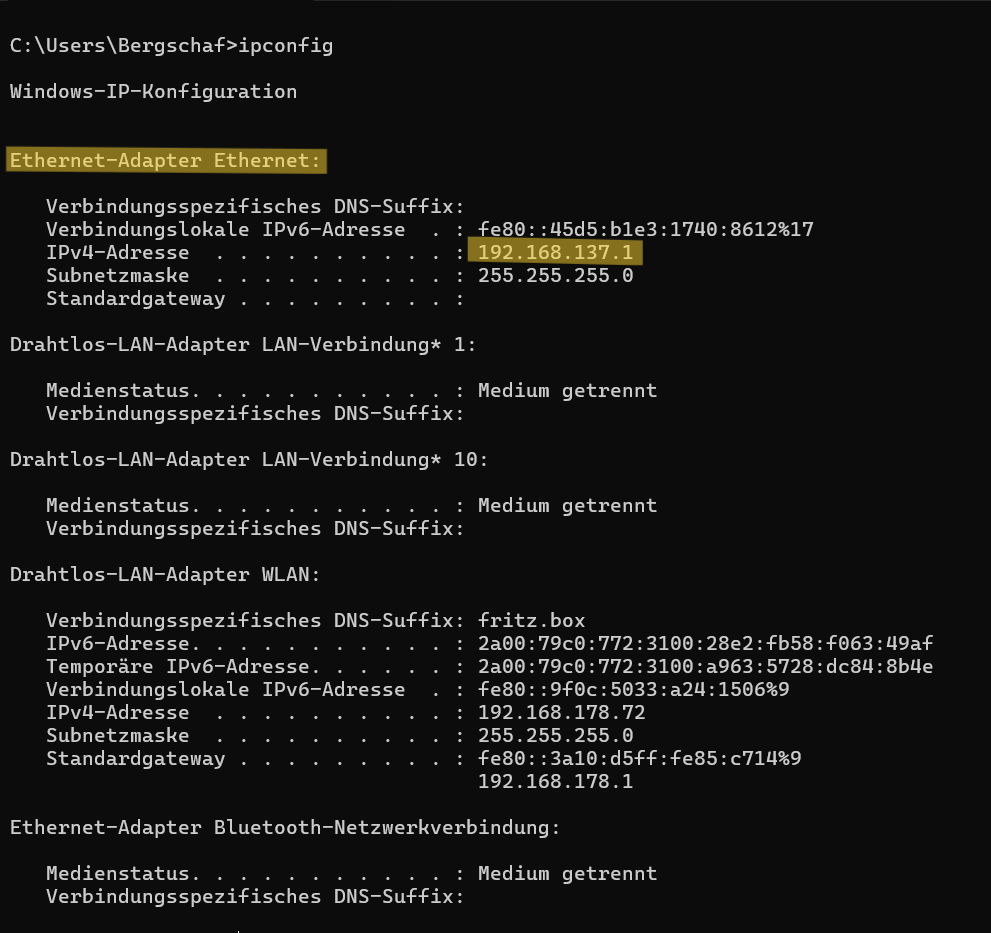 C:\Users\Bergschaf>ipconfig
Windows-IP-Konfiguration
Ethernet-Adapter Ethernet:
   Verbindungsspezifisches DNS-Suffix:
   Verbindungslokale IPv6-Adresse  . : fe80::45d5:b1e3:1740:8612%17
   IPv4-Adresse  . . . . . . . . . . : 192.168.137.1
   Subnetzmaske  . . . . . . . . . . : 255.255.255.0
   Standardgateway . . . . . . . . . :
Drahtlos-LAN-Adapter LAN-Verbindung* 1:
   Medienstatus. . . . . . . . . . . : Medium getrennt
   Verbindungsspezifisches DNS-Suffix:
Drahtlos-LAN-Adapter LAN-Verbindung* 10:
   Medienstatus. . . . . . . . . . . : Medium getrennt
   Verbindungsspezifisches DNS-Suffix:
Drahtlos-LAN-Adapter WLAN:
   Verbindungsspezifisches DNS-Suffix: fritz.box
   IPv6-Adresse. . . . . . . . . . . : 2a00:79c0:772:3100:28e2:fb58:f063:49af
   Temporäre IPv6-Adresse. . . . . . : 2a00:79c0:772:3100:a963:5728:dc84:8b4e
   Verbindungslokale IPv6-Adresse  . : fe80::9f0c:5033:a24:1506%9
   IPv4-Adresse  . . . . . . . . . . : 192.168.178.72
   Subnetzmaske  . . . . . . . . . . : 255.255.255.0
   Standardgateway . . . . . . . . . : fe80::3a10:d5ff:fe85:c714%9
                                       192.168.178.1
Ethernet-Adapter Bluetooth-Netzwerkverbindung:
   Medienstatus. . . . . . . . . . . : Medium getrennt
   Verbindungsspezifisches DNS-Suffix: